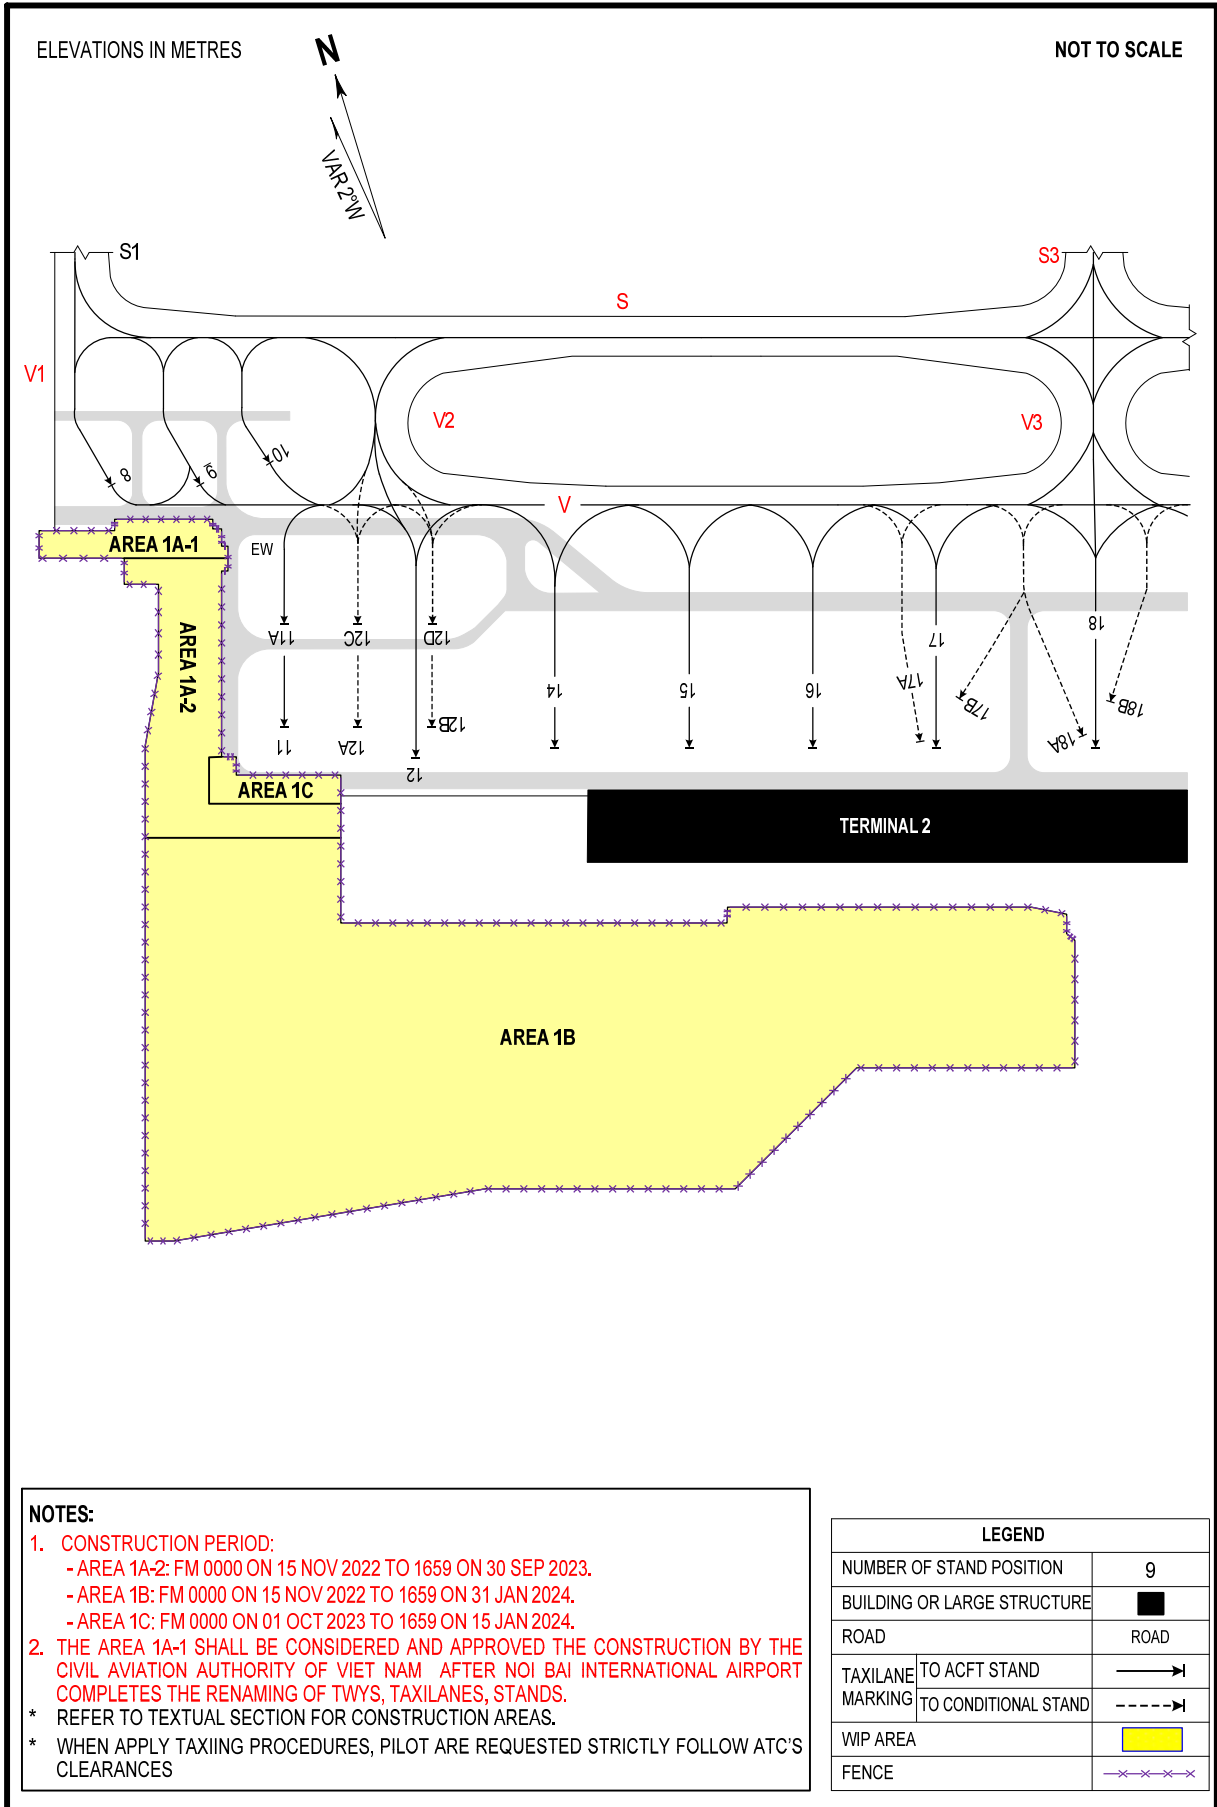 ELEVATIONS IN METRES
N
NOT TO SCALE
VAR 2°W
S1
S3
S
V1
V2
V3
8
9
10
V
AREA 1A-1
EW
11A
12C
12D
AREA 1A-2
11
12A
12B
12
14
15
16
17A
17
17B
18
18A
18B
AREA 1C
TERMINAL 2
AREA 1B
NOTES:
1. CONSTRUCTION PERIOD:
- AREA 1A-2: FM 0000 ON 15 NOV 2022 TO 1659 ON 30 SEP 2023.
- AREA 1B: FM 0000 ON 15 NOV 2022 TO 1659 ON 31 JAN 2024.
- AREA 1C: FM 0000 ON 01 OCT 2023 TO 1659 ON 15 JAN 2024.
2. THE AREA 1A-1 SHALL BE CONSIDERED AND APPROVED THE CONSTRUCTION BY THE
CIVIL AVIATION AUTHORITY OF VIET NAM AFTER NOI BAI INTERNATIONAL AIRPORT
COMPLETES THE RENAMING OF TWYS, TAXILANES, STANDS.
* REFER TO TEXTUAL SECTION FOR CONSTRUCTION AREAS.
* WHEN APPLY TAXIING PROCEDURES, PILOT ARE REQUESTED STRICTLY FOLLOW ATC'S
CLEARANCES
LEGEND
NUMBER OF STAND POSITION 9
BUILDING OR LARGE STRUCTURE
ROAD ROAD
TAXILANE MARKING
TO ACFT STAND
TO CONDITIONAL STAND
WIP AREA
FENCE